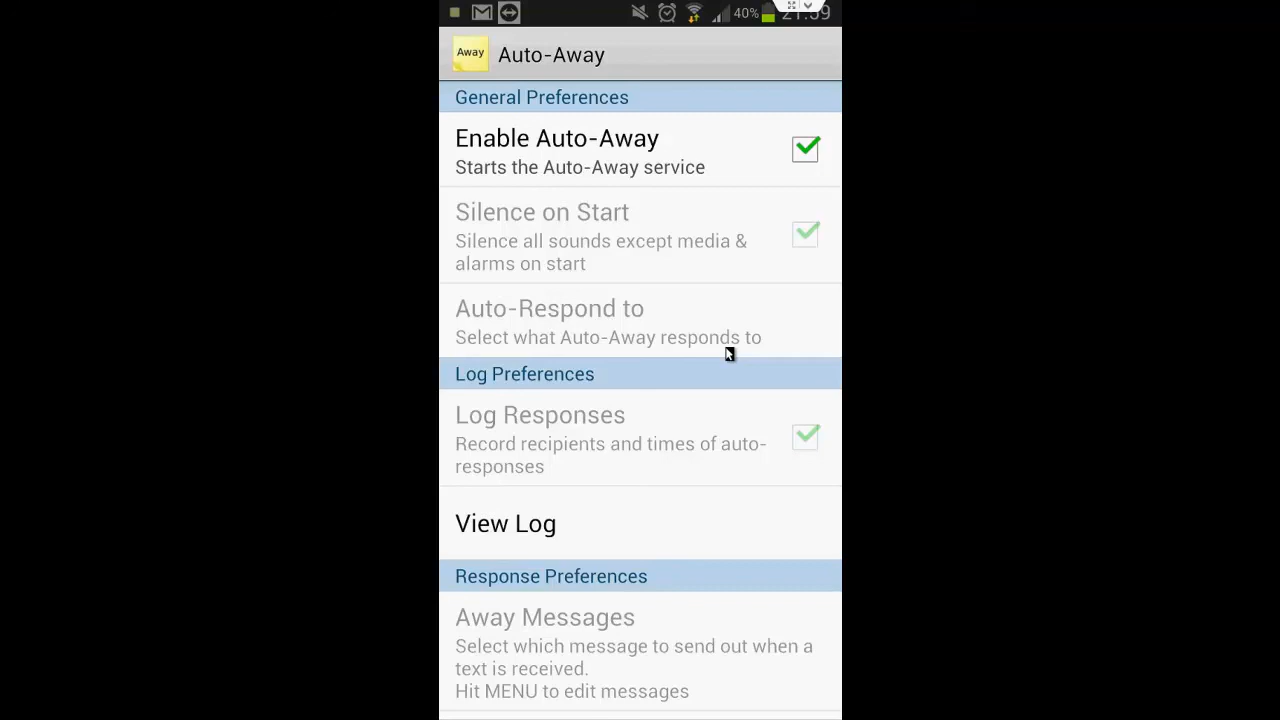 40%
Away Auto-Away
General Preferences
Enable Auto-Away
Starts the Auto-Away service
Silence on Start
Silence all sounds except media &
alarms on start
Auto-Respond to
Select what Auto-Away responds to
Log Preferences
Log Responses
Record recipients and times of auto-
responses
View Log
Response Preferences
Away Messages
Select which message to send out when a
text is received.
Hit MENU to edit messages